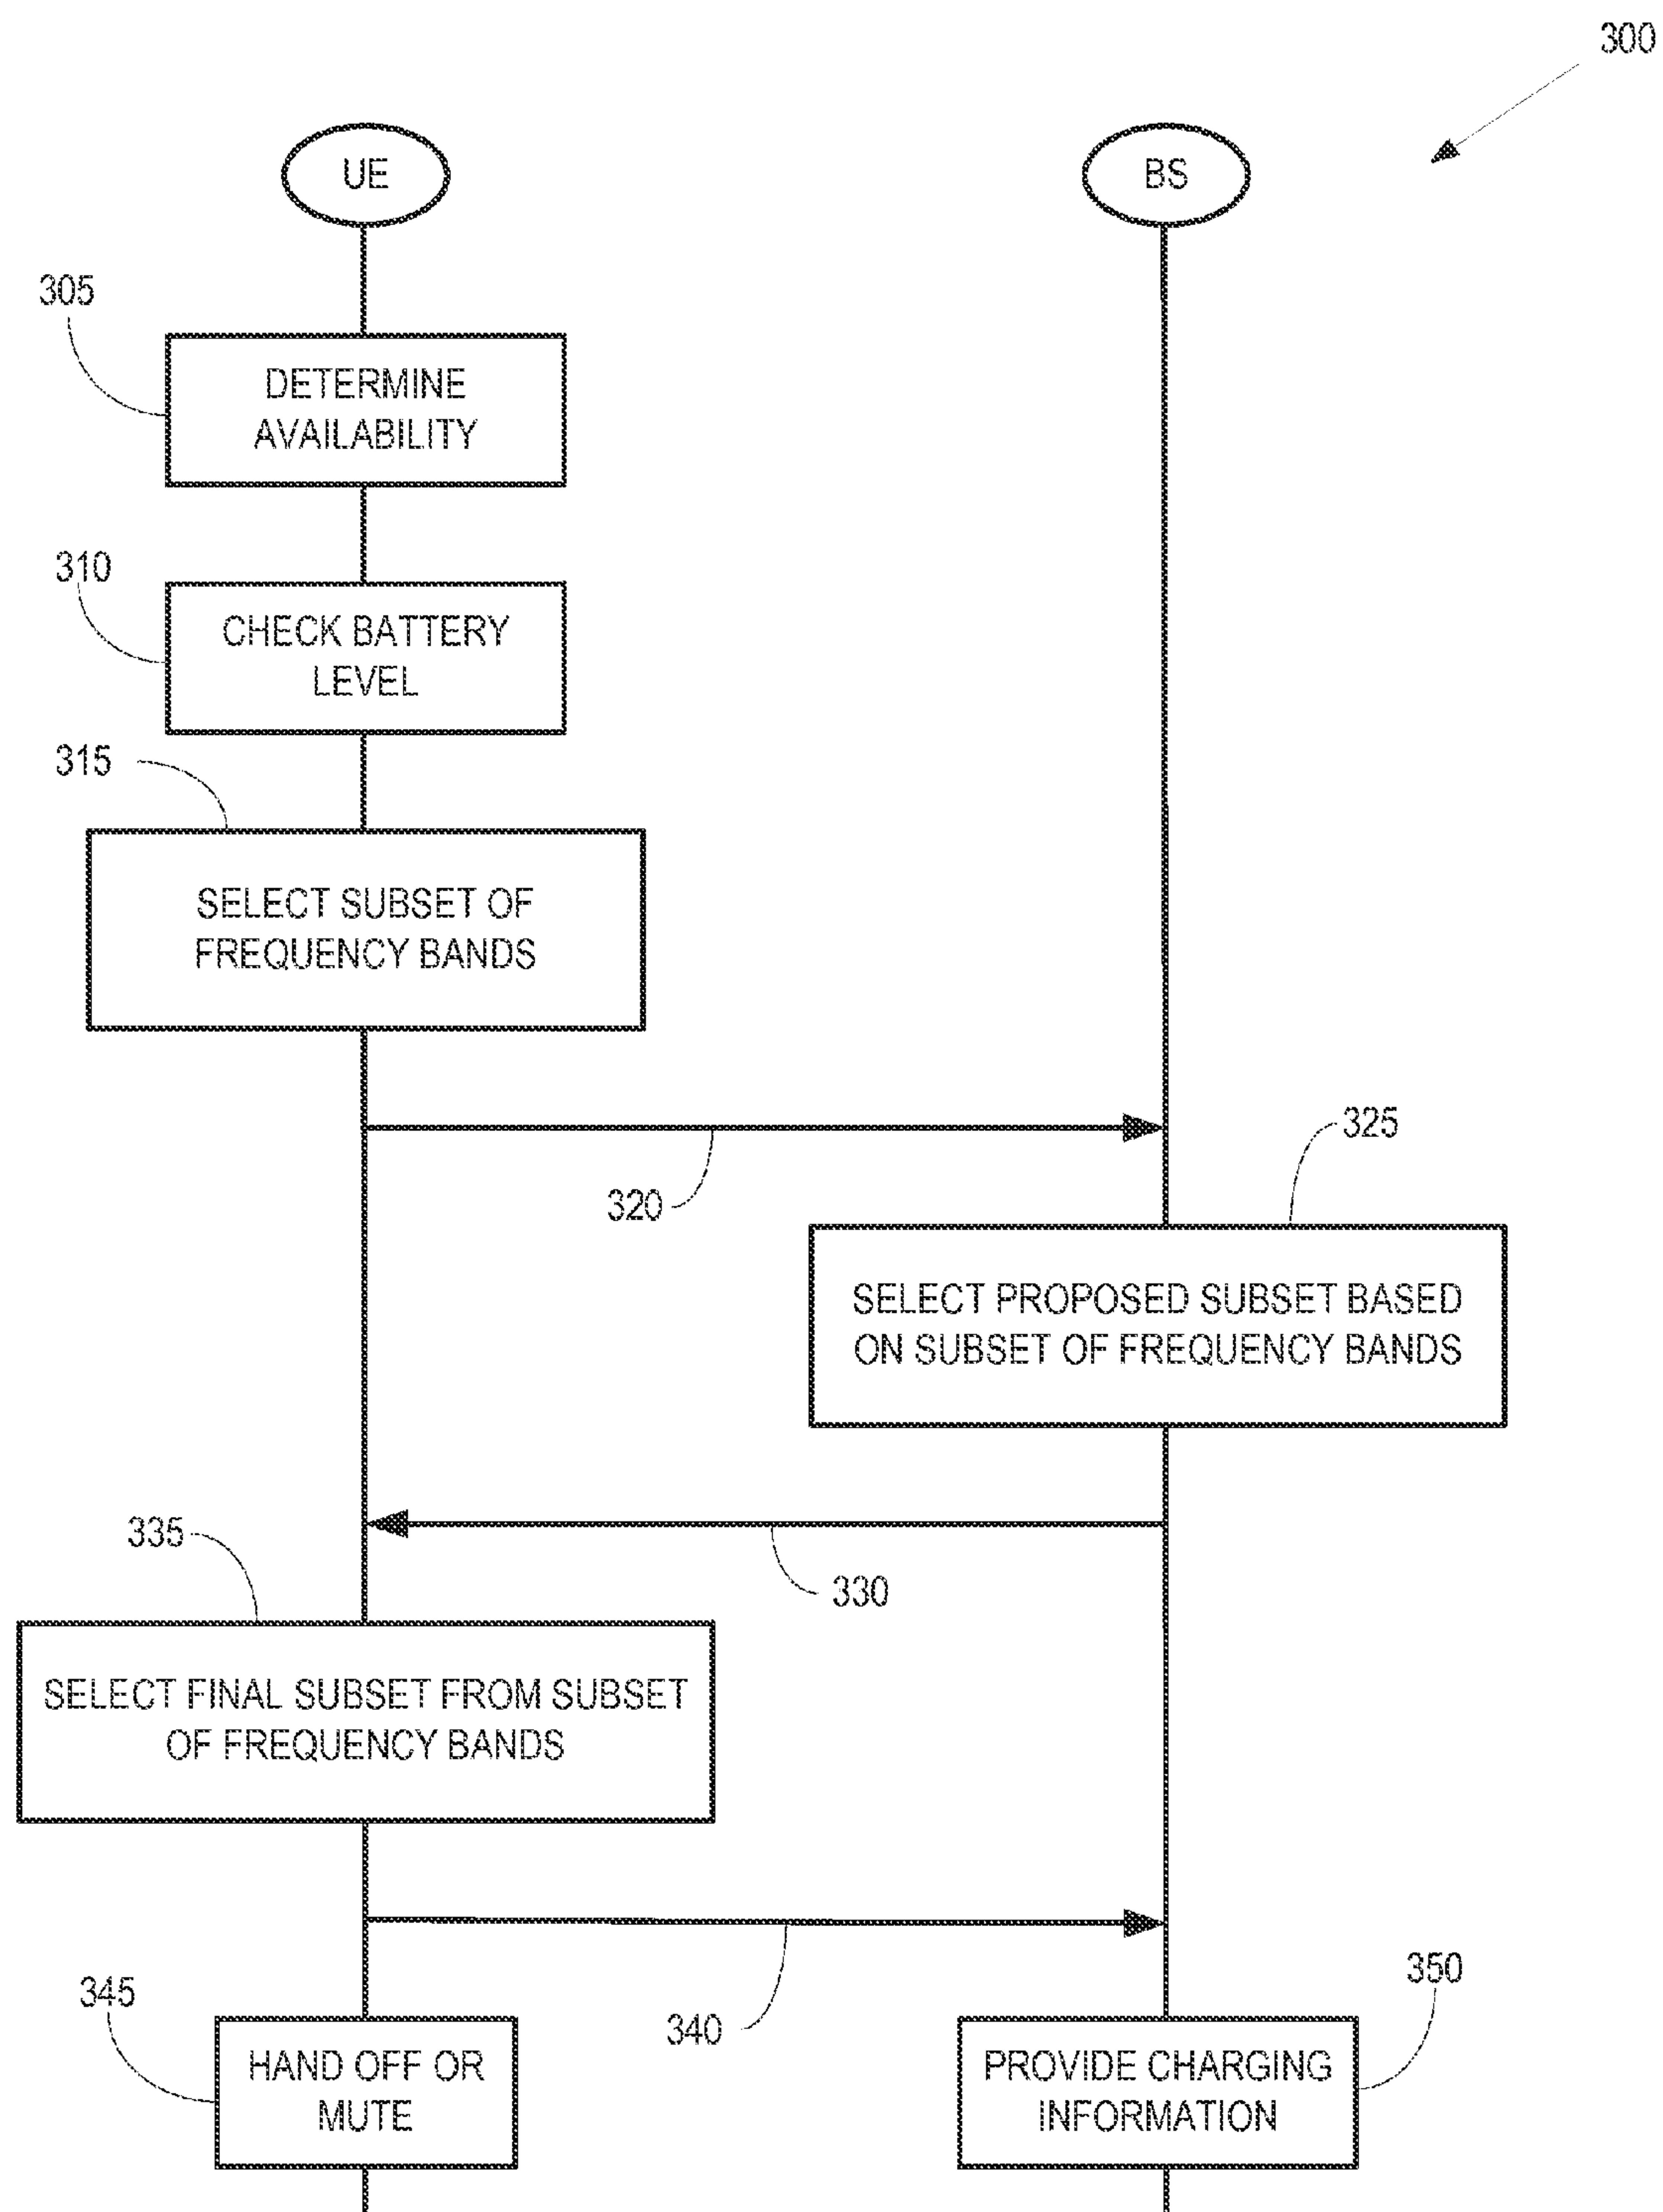 300
UE
BS
305
DETERMINE
AVAILABILITY
310
CHECK BATTERY
LEVEL
315
SELECT SUBSET OF
FREQUENCY BANDS
320
325
SELECT PROPOSED SUBSET BASED
ON SUBSET OF FREQUENCY BANDS
330
335
SELECT FINAL SUBSET FROM SUBSET
OF FREQUENCY BANDS
340
345
HAND OFF OR
MUTE
350
PROVIDE CHARGING
INFORMATION